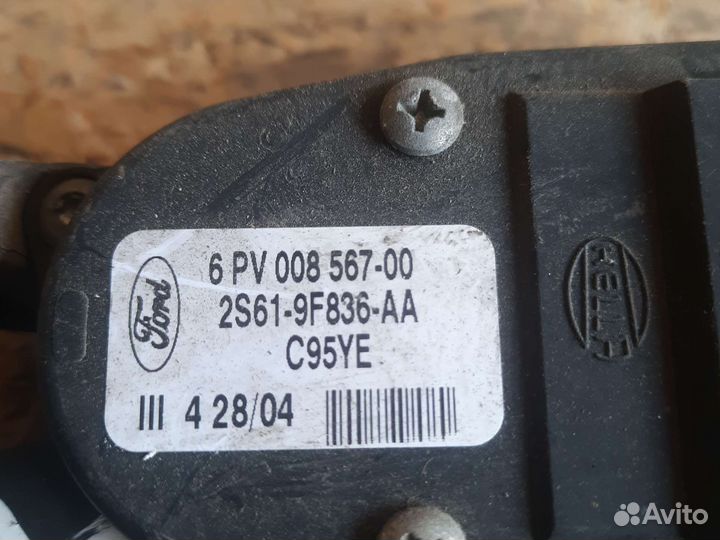 6 PV 008 567-00
2S61-9F836-AA
Ford
C95YE
III 4 28/04
HELLA
Avito